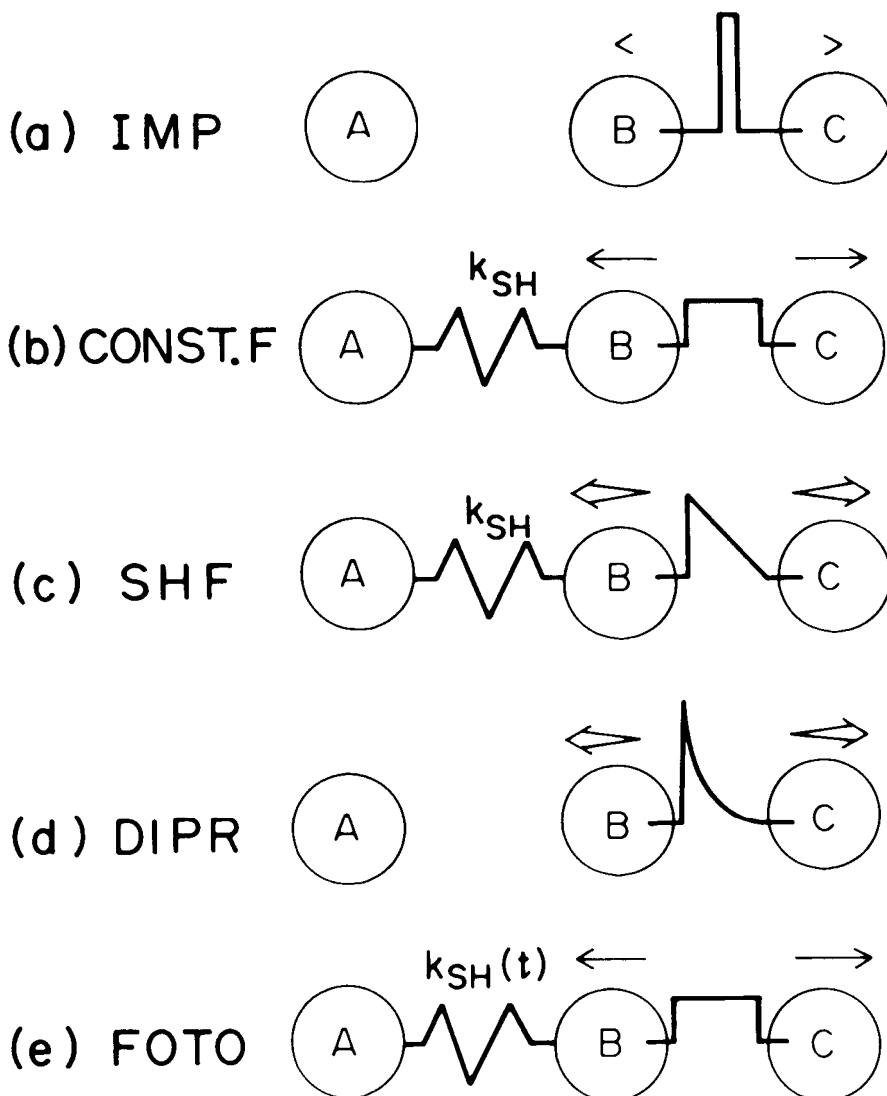 (a) IMP A < B > C
k_SH
(b) CONST.F A B C
k_SH
(c) SHF A B C
(d) DIPR A B C
k_SH(t)
(e) FOTO A B C